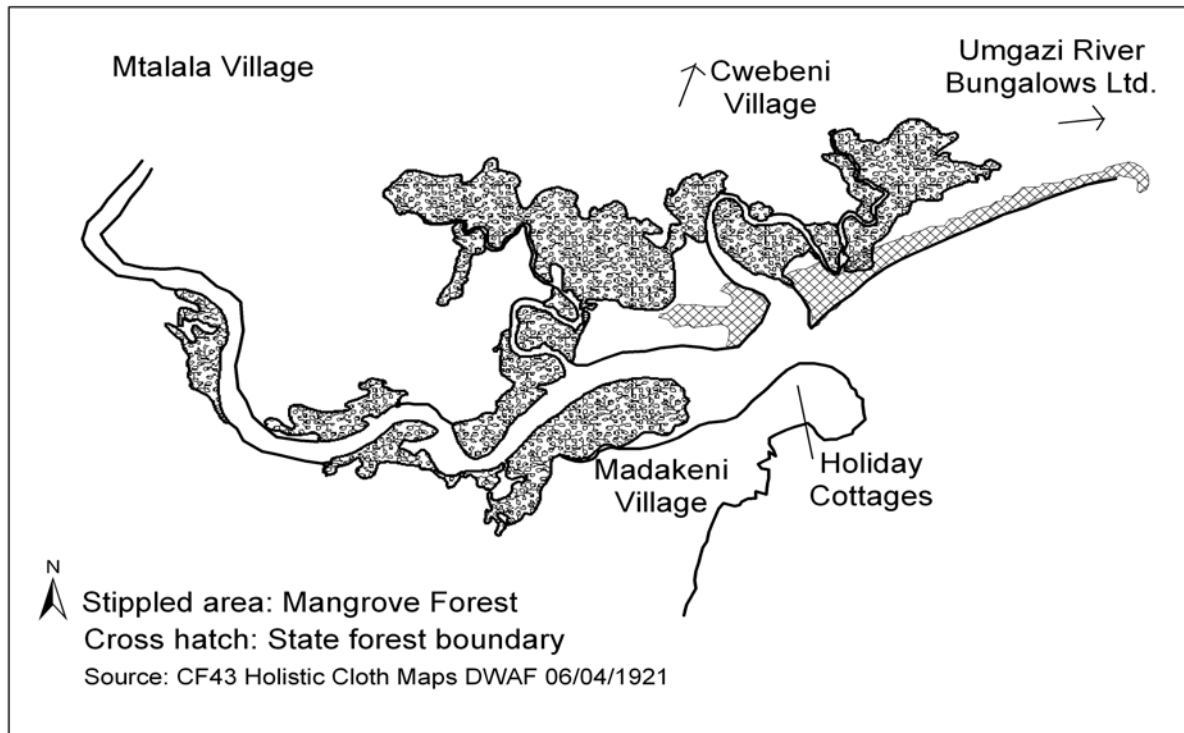 Mtalala Village
Cwebeni
Village
Umgazi River
Bungalows Ltd.
Madakeni
Village
Holiday
Cottages
N
Stippled area: Mangrove Forest
Cross hatch: State forest boundary
Source: CF43 Holistic Cloth Maps DWAF 06/04/1921